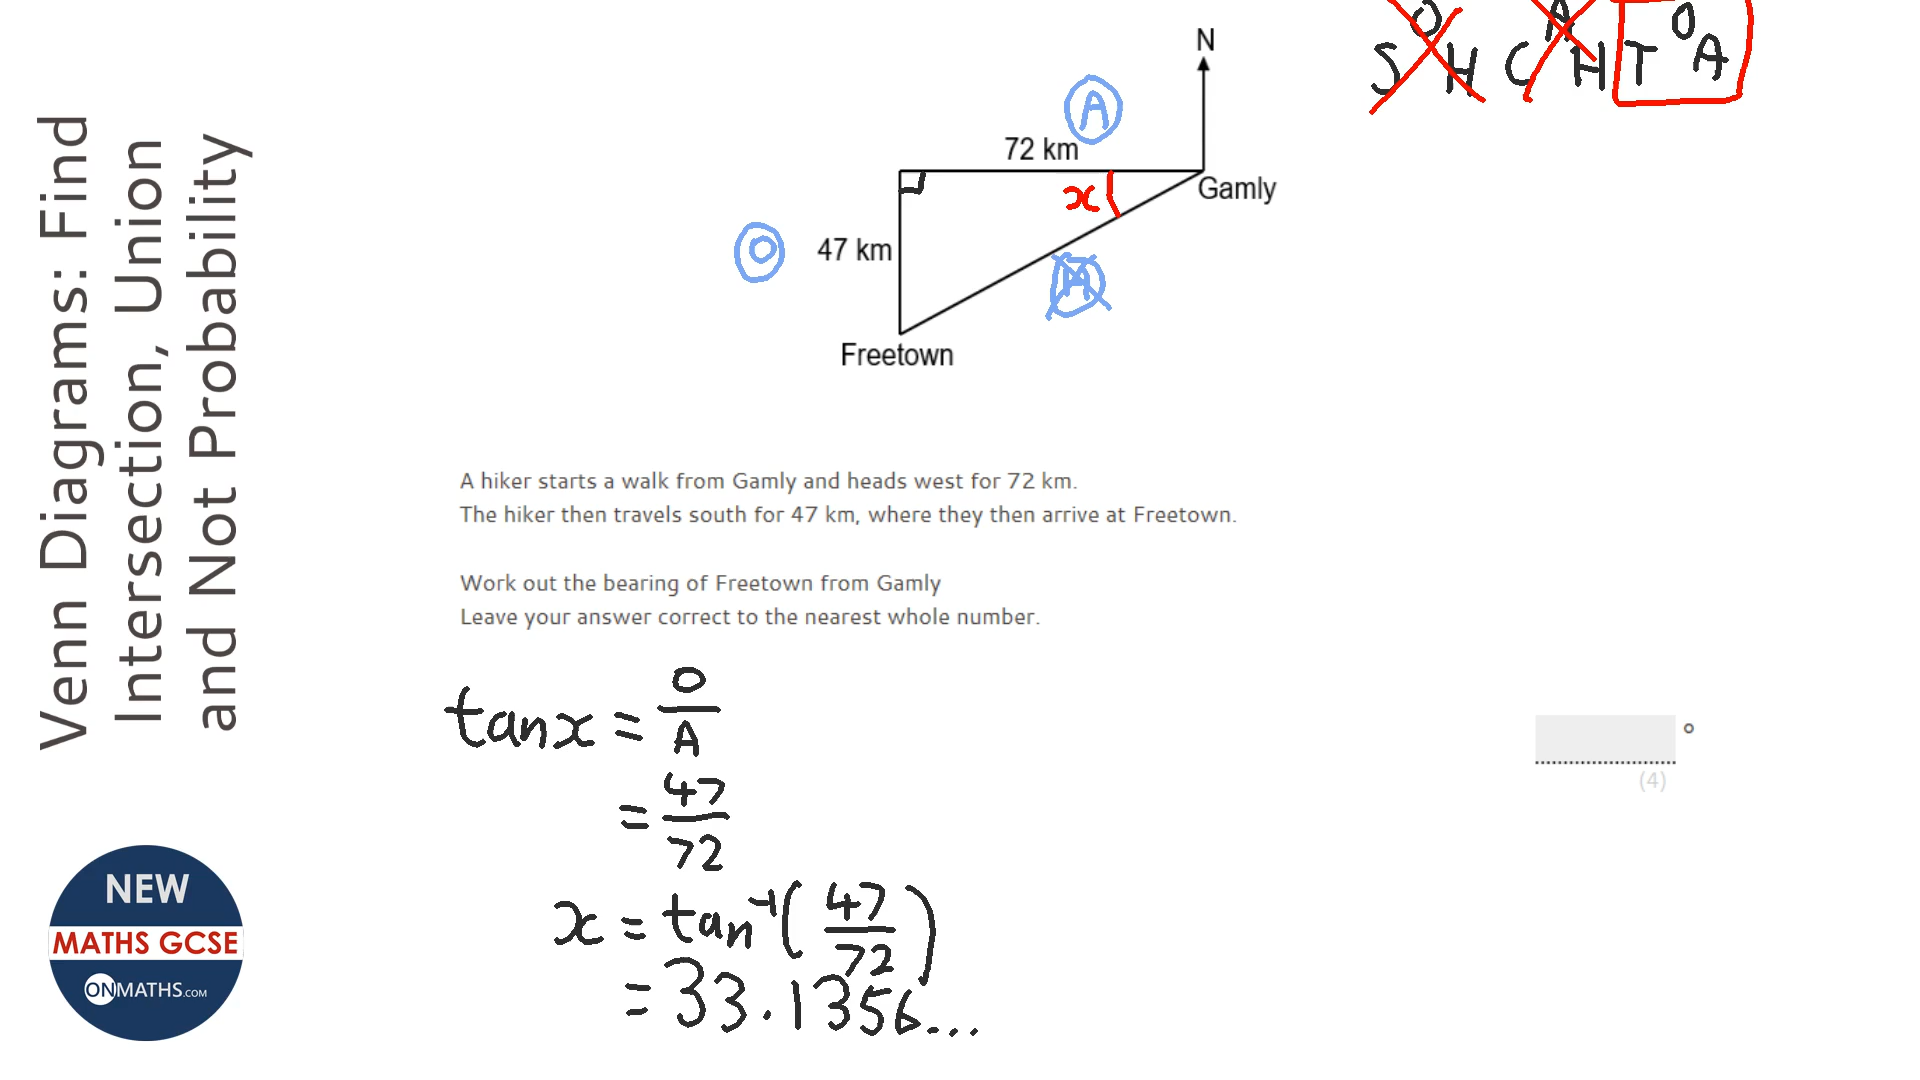 Venn Diagrams: Find
Intersection, Union
and Not Probability
NEW
MATHS GCSE
ONMATHS.COM
O A O
S H C H T A
N
A
72 km
x
Gamly
O
47 km
H
Freetown
A hiker starts a walk from Gamly and heads west for 72 km.
The hiker then travels south for 47 km, where they then arrive at Freetown.
Work out the bearing of Freetown from Gamly
Leave your answer correct to the nearest whole number.
tan x = O/A
= 47/72
x = tan⁻¹(47/72)
= 33.1356...
°
(4)